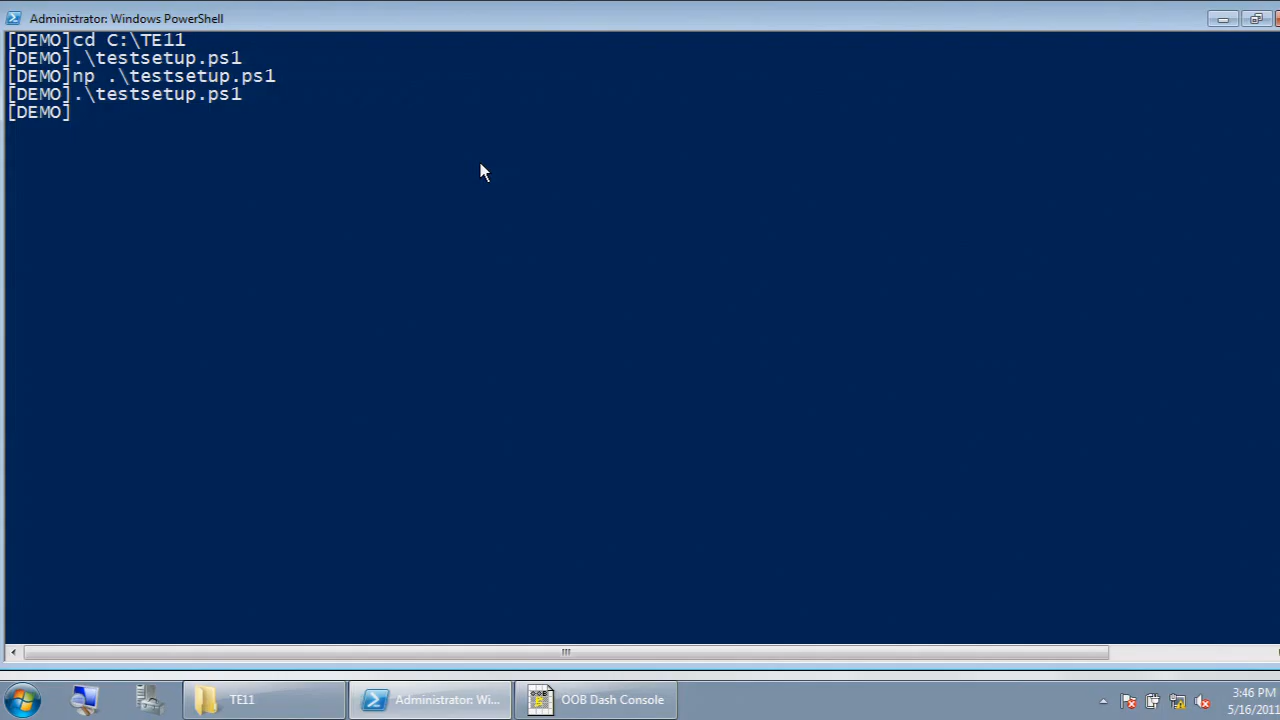 Administrator: Windows PowerShell
[DEMO]cd C:\TE11
[DEMO].\testsetup.ps1
[DEMO]np .\testsetup.ps1
[DEMO].\testsetup.ps1
[DEMO]
TE11
Administrator: Wi...
OOB
OOB Dash Console
3:46 PM
5/16/2011